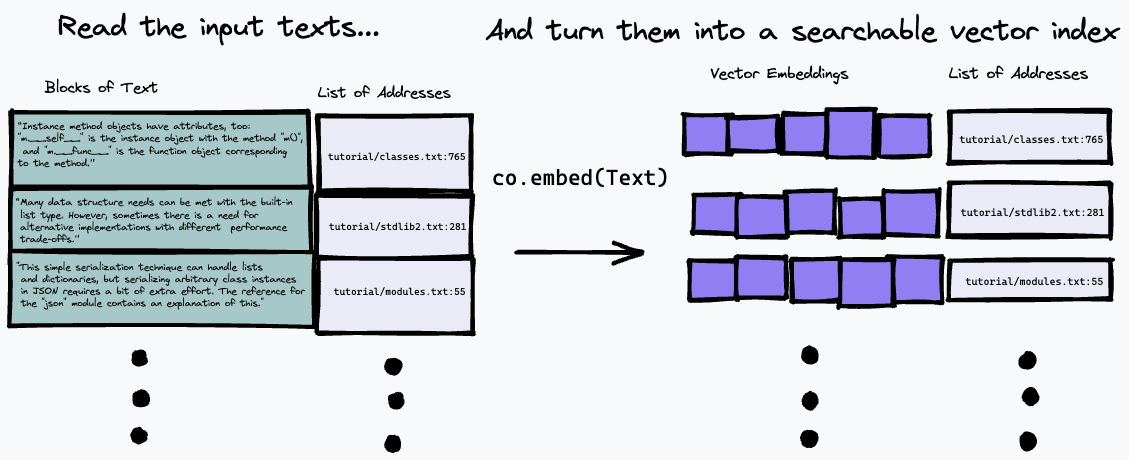 Read the input texts...
And turn them into a searchable vector index
Blocks of Text
List of Addresses
"Instance method objects have attributes, too:
"m.__self__" is the instance object with the method "m()",
and "m.__func__" is the function object corresponding
to the method."
tutorial/classes.txt:765
"Many data structure needs can be met with the built-in
list type. However, sometimes there is a need for
alternative implementations with different performance
trade-offs."
tutorial/stdlib2.txt:281
"This simple serialization technique can handle lists
and dictionaries, but serializing arbitrary class instances
in JSON requires a bit of extra effort. The reference for
the "json" module contains an explanation of this."
tutorial/modules.txt:55
co.embed(Text)
Vector Embeddings
List of Addresses
tutorial/classes.txt:765
tutorial/stdlib2.txt:281
tutorial/modules.txt:55